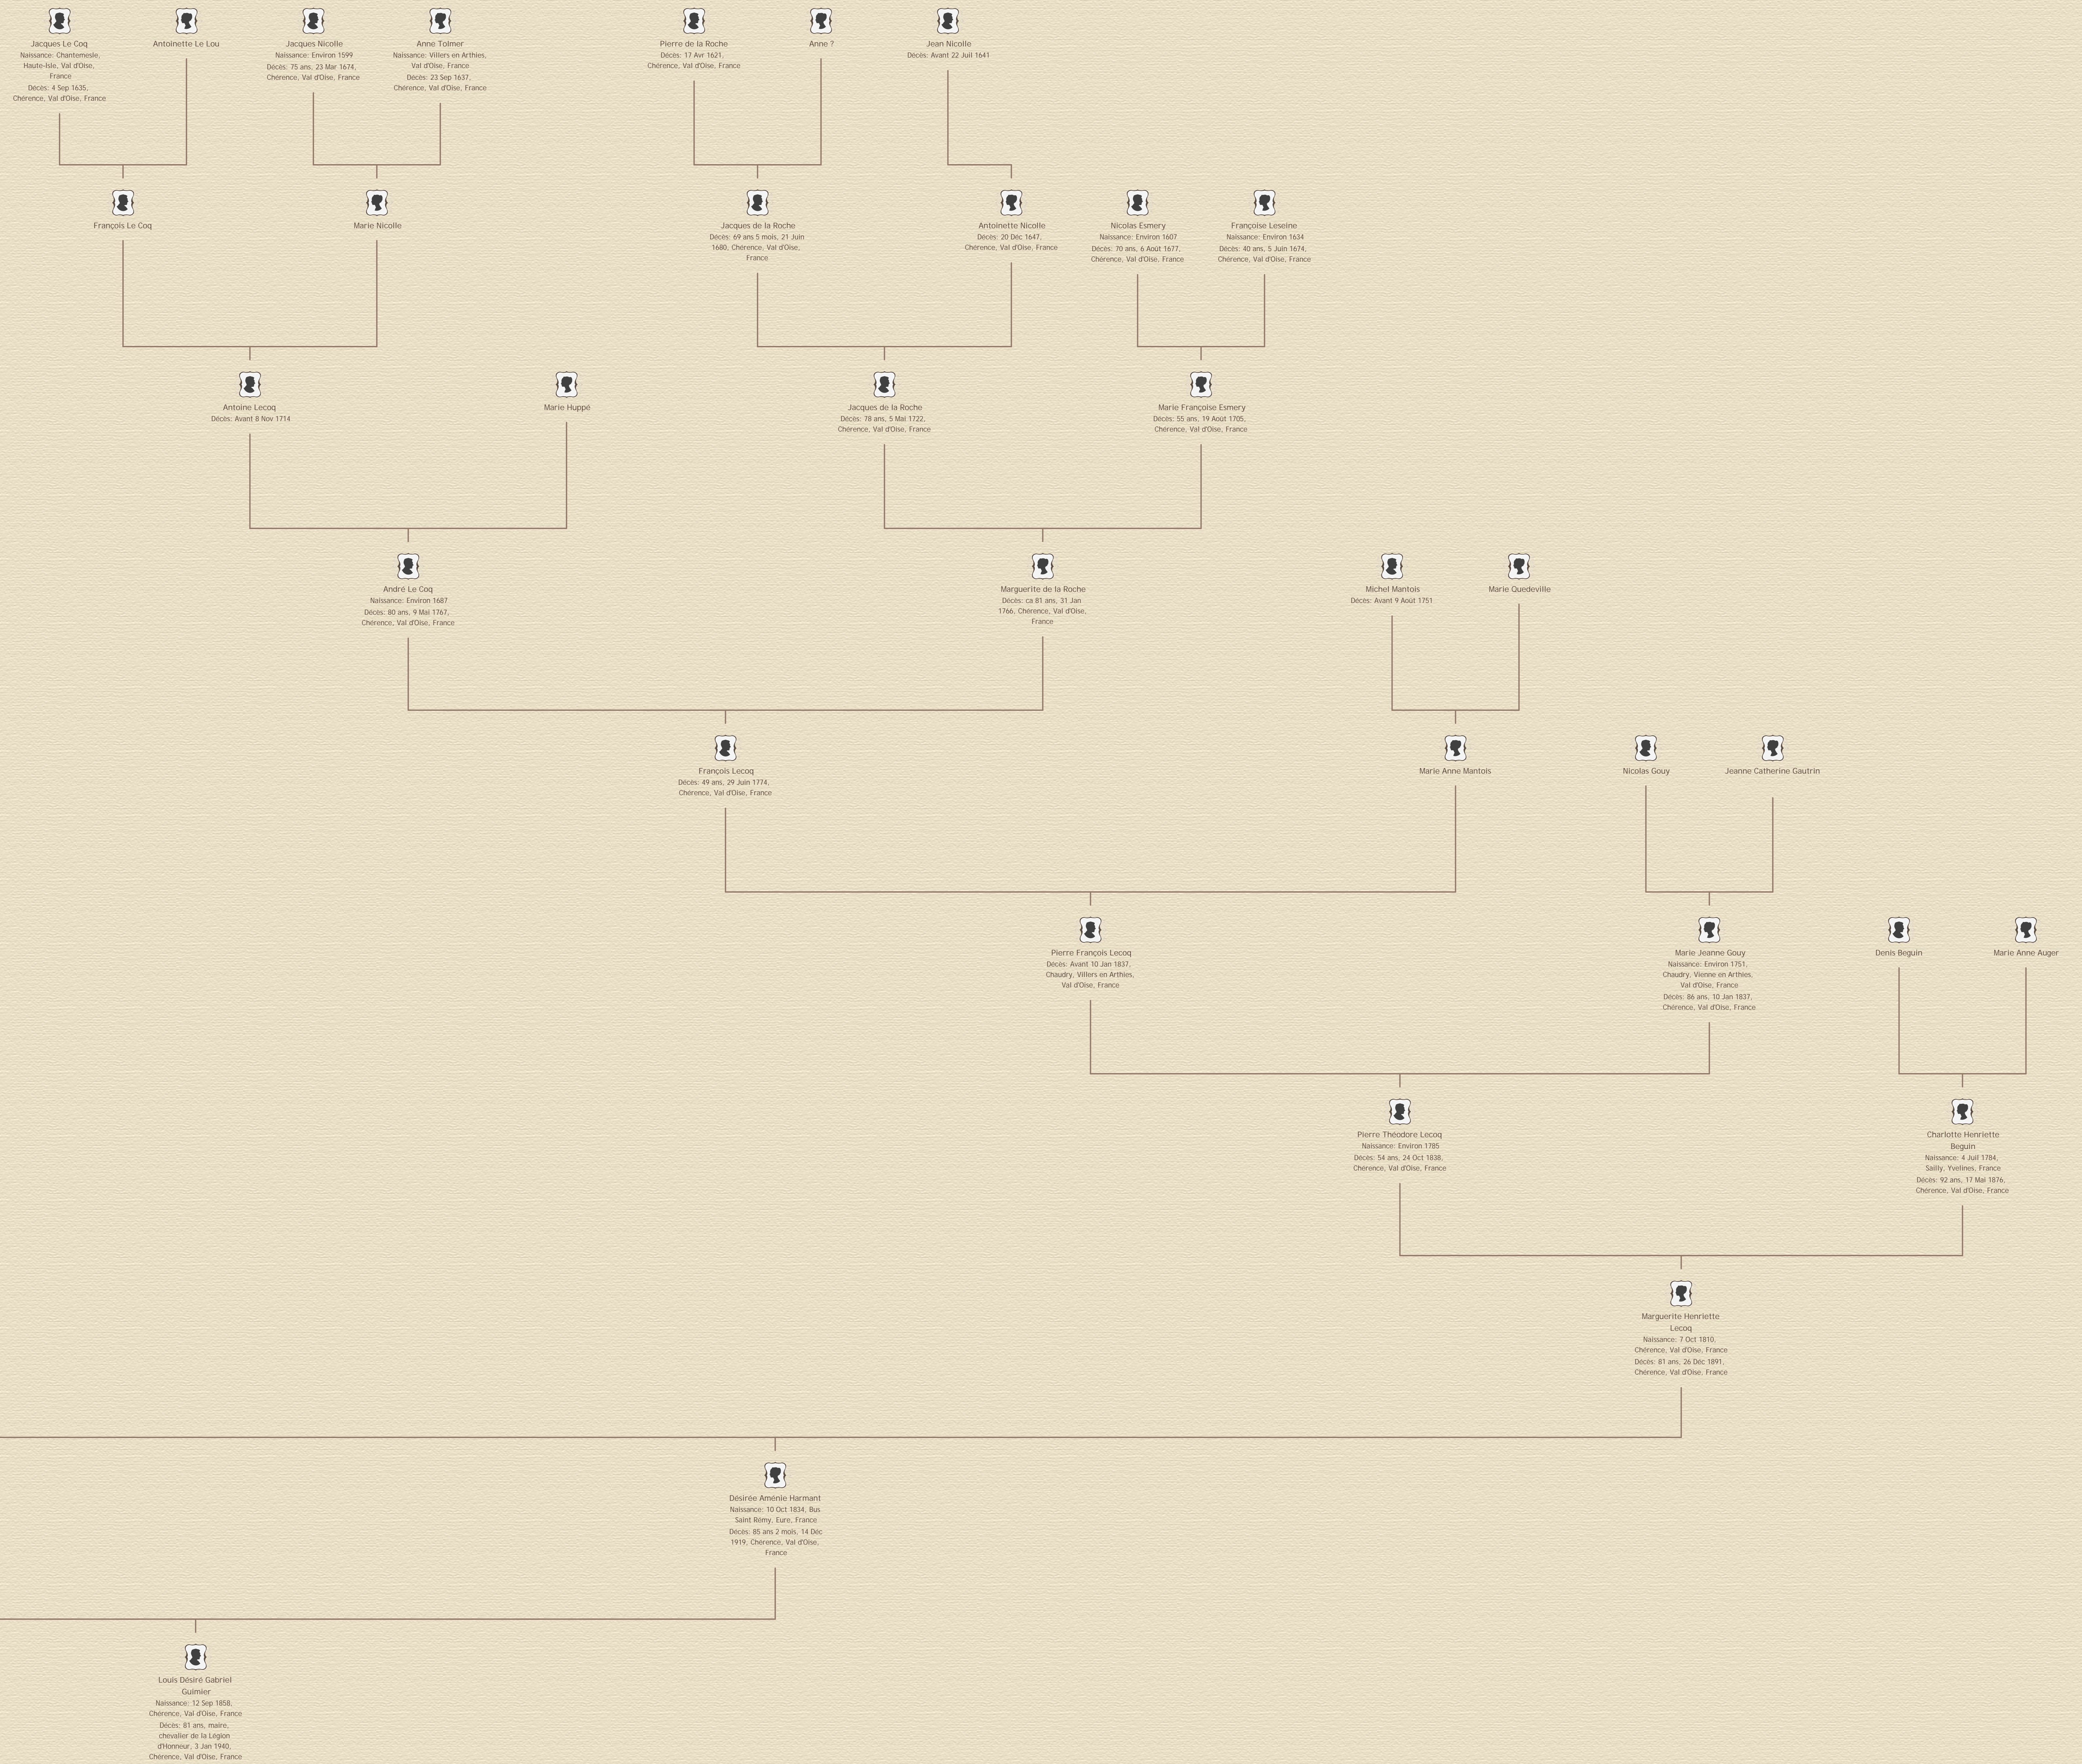 Jacques Le Coq
Naissance: Chantemesle,
Haute-Isle, Val d'Oise,
France
Décès: 4 Sep 1635,
Chérence, Val d'Oise, France
Antoinette Le Lou
Jacques Nicolle
Naissance: Environ 1599
Décès: 75 ans, 23 Mar 1674,
Chérence, Val d'Oise, France
Anne Tolmer
Naissance: Villers en Arthies,
Val d'Oise, France
Décès: 23 Sep 1637,
Chérence, Val d'Oise, France
Pierre de la Roche
Décès: 17 Avr 1621,
Chérence, Val d'Oise, France
Anne ?
Jean Nicolle
Décès: Avant 22 Juil 1641
François Le Coq
Marie Nicolle
Jacques de la Roche
Décès: 69 ans 5 mois, 21 Juin
1680, Chérence, Val d'Oise,
France
Antoinette Nicolle
Décès: 20 Déc 1647,
Chérence, Val d'Oise, France
Nicolas Esmery
Naissance: Environ 1607
Décès: 70 ans, 6 Août 1677,
Chérence, Val d'Oise, France
Françoise Leseine
Naissance: Environ 1634
Décès: 40 ans, 5 Juin 1674,
Chérence, Val d'Oise, France
Antoine Lecoq
Décès: Avant 8 Nov 1714
Marie Huppé
Jacques de la Roche
Décès: 78 ans, 5 Mai 1722,
Chérence, Val d'Oise, France
Marie Françoise Esmery
Décès: 55 ans, 19 Août 1705,
Chérence, Val d'Oise, France
André Le Coq
Naissance: Environ 1687
Décès: 80 ans, 9 Mai 1767,
Chérence, Val d'Oise, France
Marguerite de la Roche
Décès: ca 81 ans, 31 Jan
1766, Chérence, Val d'Oise,
France
Michel Mantois
Décès: Avant 9 Août 1751
Marie Quedeville
François Lecoq
Décès: 49 ans, 29 Juin 1774,
Chérence, Val d'Oise, France
Marie Anne Mantois
Nicolas Gouy
Jeanne Catherine Gautrin
Pierre François Lecoq
Décès: Avant 10 Jan 1837,
Chaudry, Villers en Arthies,
Val d'Oise, France
Marie Jeanne Gouy
Naissance: Environ 1751,
Chaudry, Vienne en Arthies,
Val d'Oise, France
Décès: 86 ans, 10 Jan 1837,
Chérence, Val d'Oise, France
Denis Beguin
Marie Anne Auger
Pierre Théodore Lecoq
Naissance: Environ 1785
Décès: 54 ans, 24 Oct 1838,
Chérence, Val d'Oise, France
Charlotte Henriette
Beguin
Naissance: 4 Juil 1784,
Sailly, Yvelines, France
Décès: 92 ans, 17 Mai 1876,
Chérence, Val d'Oise, France
Marguerite Henriette
Lecoq
Naissance: 7 Oct 1810,
Chérence, Val d'Oise, France
Décès: 81 ans, 26 Déc 1891,
Chérence, Val d'Oise, France
Désirée Aménie Harmant
Naissance: 10 Oct 1834, Bus
Saint Rémy, Eure, France
Décès: 85 ans 2 mois, 14 Déc
1919, Chérence, Val d'Oise,
France
Louis Désiré Gabriel
Guimier
Naissance: 12 Sep 1858,
Chérence, Val d'Oise, France
Décès: 81 ans, maire,
chevalier de la Légion
d'Honneur, 3 Jan 1940,
Chérence, Val d'Oise, France